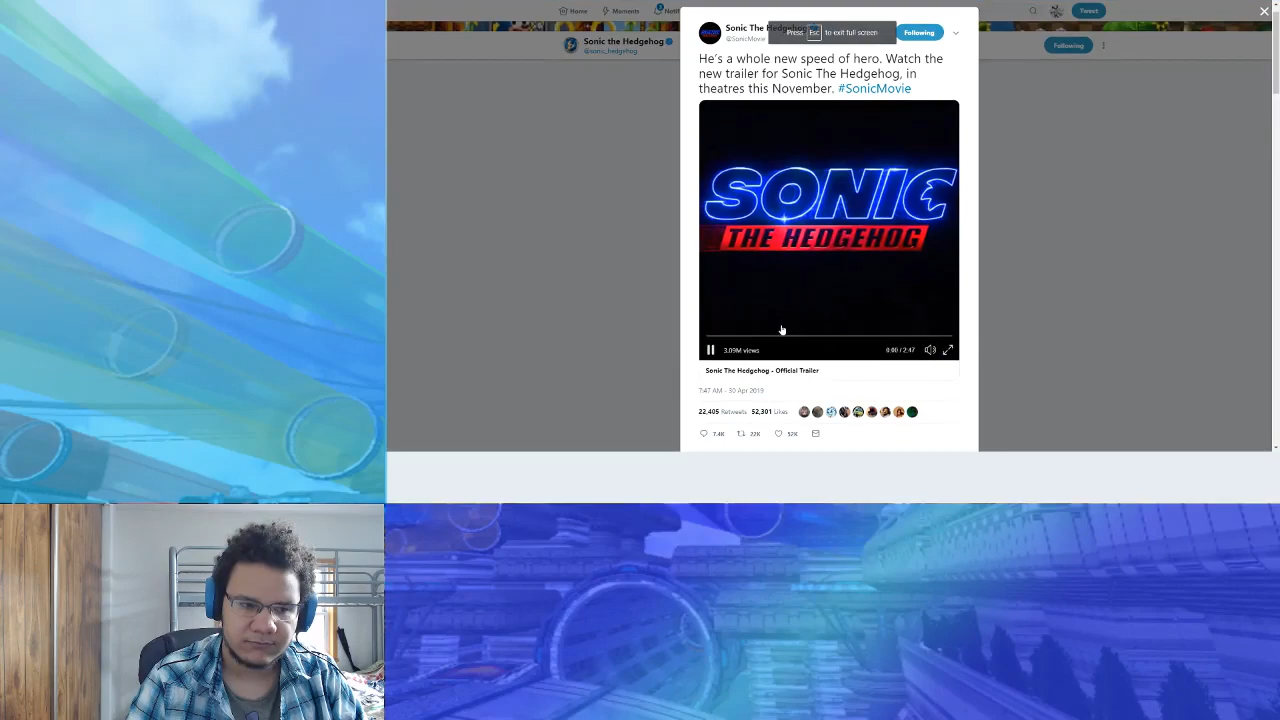 Home
Moments
Tweet
Sonic the Hedgehog
@sonic_hedgehog
Following
Sonic The Hedgehog
@SonicMovie
Press Esc to exit full screen
Following
He's a whole new speed of hero. Watch the
new trailer for Sonic The Hedgehog, in
theatres this November. #SonicMovie
SONIC
THE HEDGEHOG
3.09M views
0:00 / 2:47
Sonic The Hedgehog - Official Trailer
7:47 AM - 30 Apr 2019
22,405 Retweets 52,301 Likes
7.4K 22K 52K